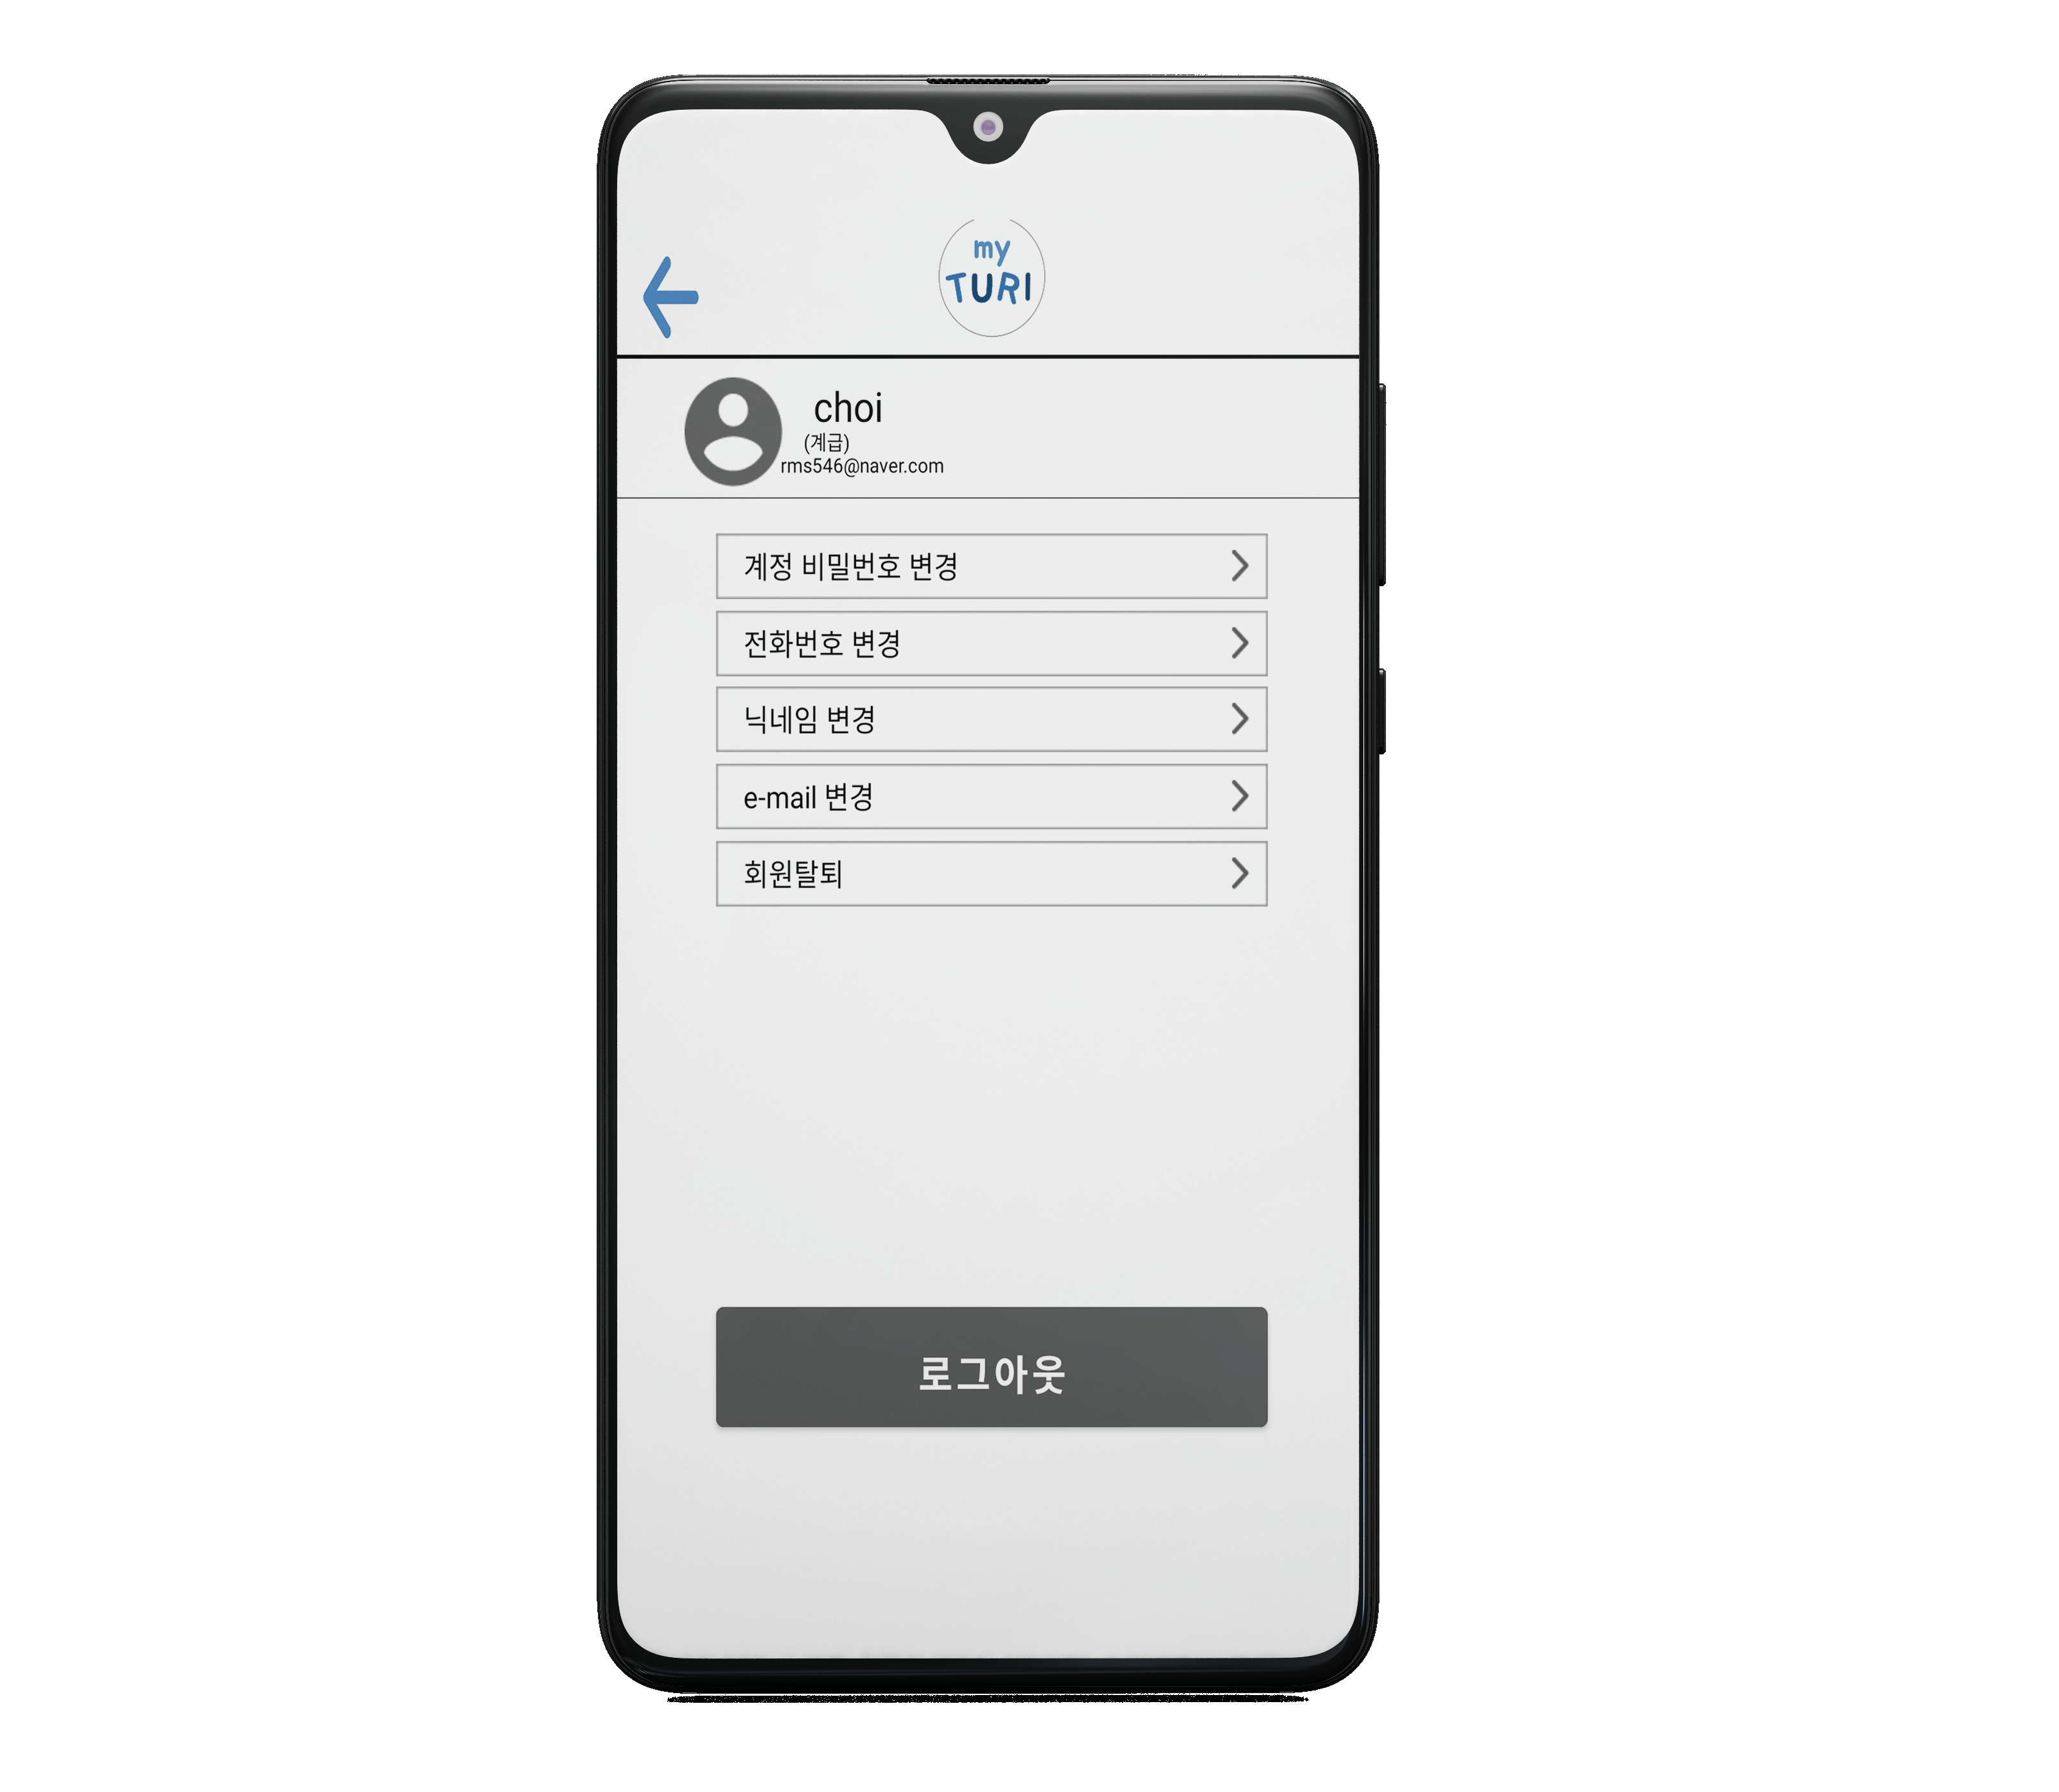 my
TURI
choi
(계급)
rms546@naver.com
계정 비밀번호 변경
전화번호 변경
닉네임 변경
e-mail 변경
회원탈퇴
로그아웃